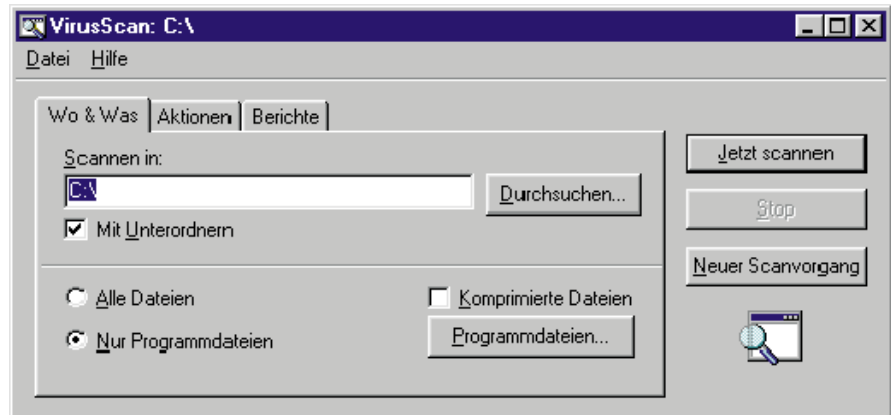 VirusScan: C:\
Datei Hilfe
Wo & Was Aktionen Berichte
Scannen in:
C:\
Durchsuchen...
Mit Unterordnern
Alle Dateien
Nur Programmdateien
Komprimierte Dateien
Programmdateien...
Jetzt scannen
Stop
Neuer Scanvorgang